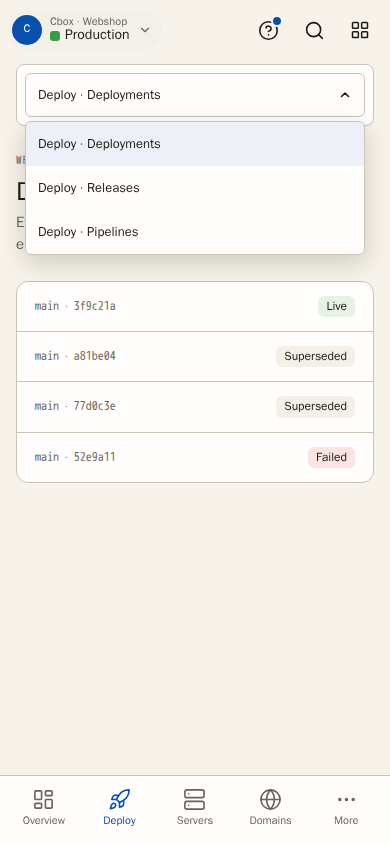 C
Cbox · Webshop
Production
Deploy · Deployments
Deploy · Deployments
Deploy · Releases
Deploy · Pipelines
main · 3f9c21a
Live
main · a81be04
Superseded
main · 77d0c3e
Superseded
main · 52e9a11
Failed
Overview
Deploy
Servers
Domains
More